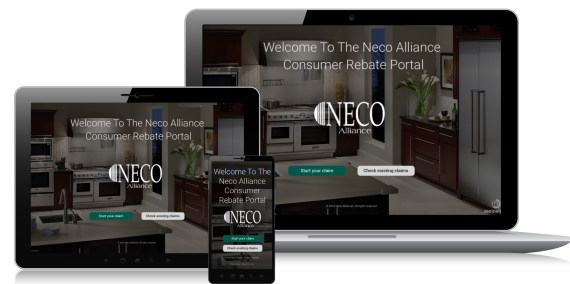 Welcome To The Neco Alliance
Consumer Rebate Portal
NECO
Alliance
Start your claim
Check existing claims
Welcome To The Neco Alliance
Consumer Rebate Portal
NECO
Alliance
Start your claim
Check existing claims
Welcome To The
Neco Alliance
Consumer
Rebate Portal
NECO
Alliance
Start your claim
Check existing claims